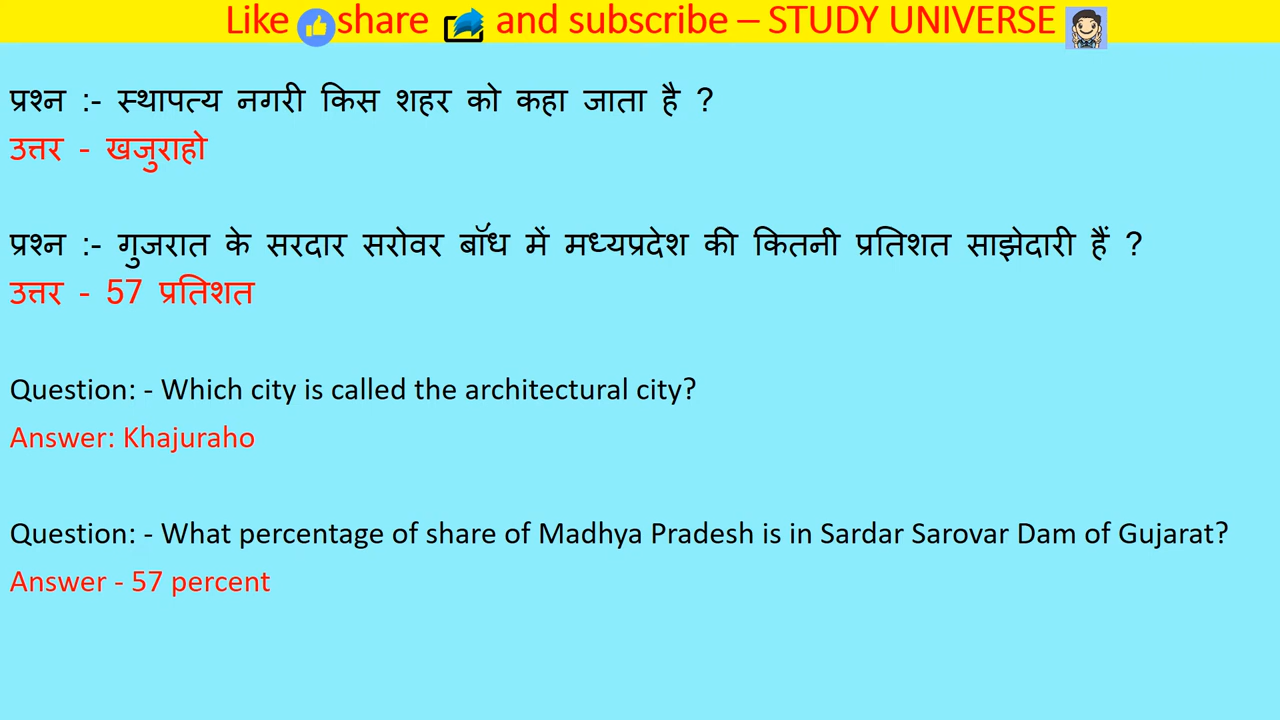 Like share and subscribe – STUDY UNIVERSE
प्रश्न :- स्थापत्य नगरी किस शहर को कहा जाता है ?
उत्तर - खजुराहो
प्रश्न :- गुजरात के सरदार सरोवर बॉंध में मध्यप्रदेश की कितनी प्रतिशत साझेदारी हैं ?
उत्तर - 57 प्रतिशत
Question: - Which city is called the architectural city?
Answer: Khajuraho
Question: - What percentage of share of Madhya Pradesh is in Sardar Sarovar Dam of Gujarat?
Answer - 57 percent